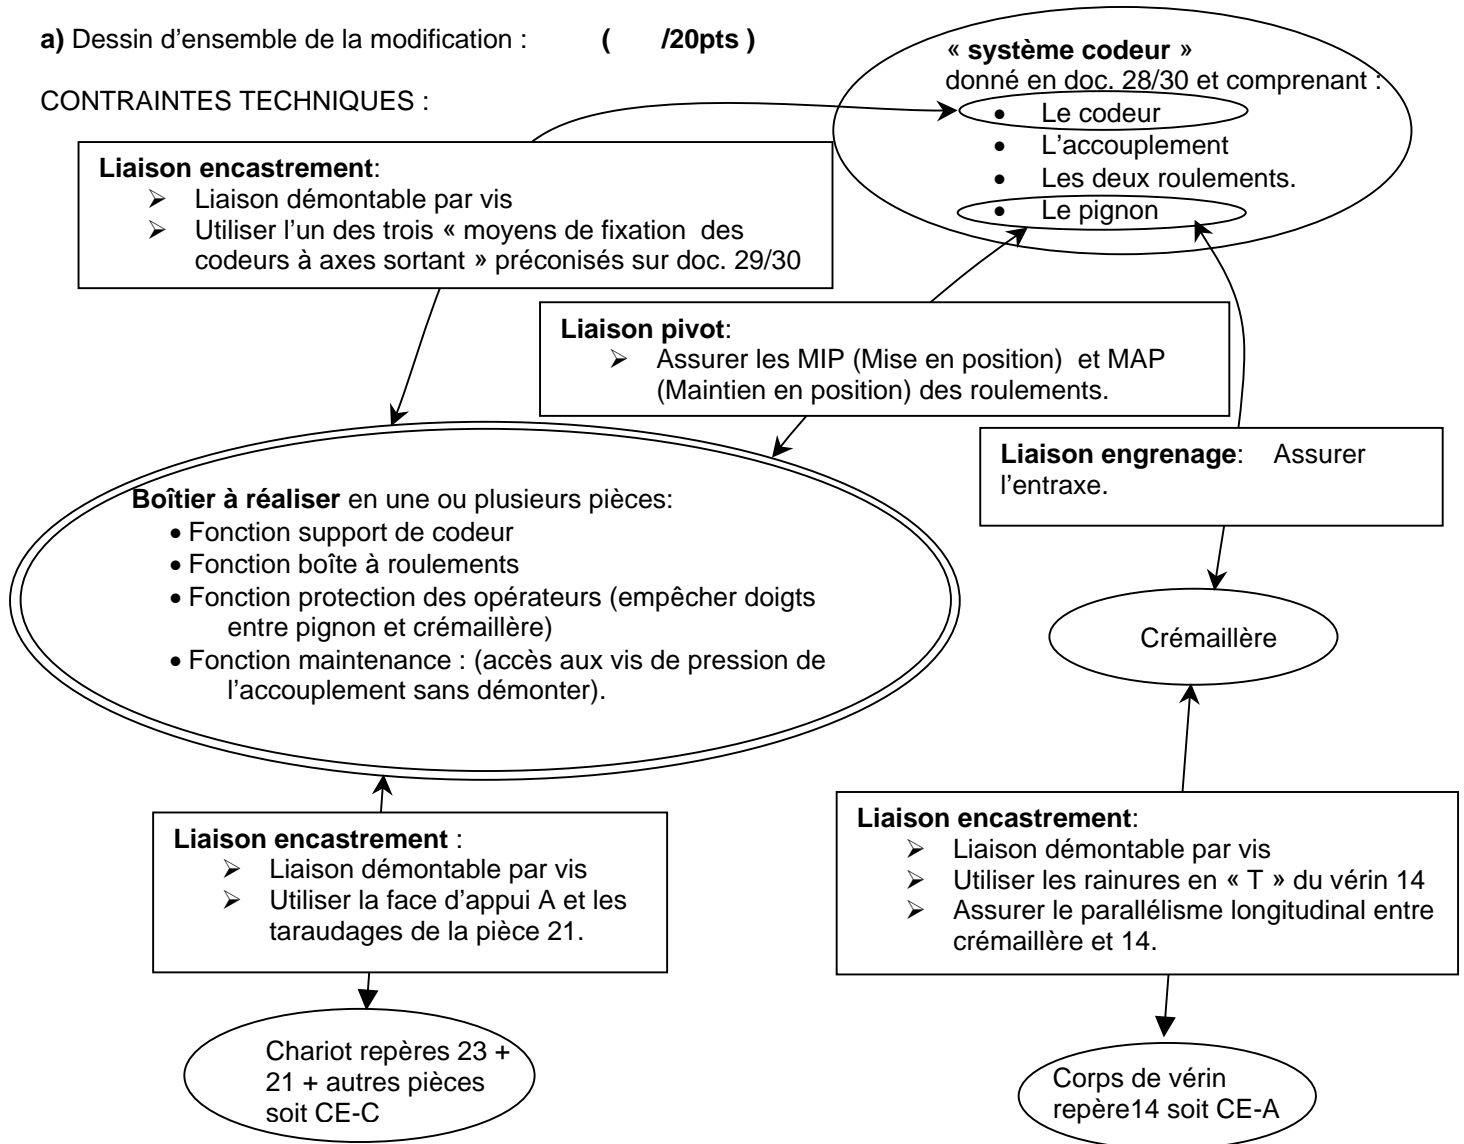 a) Dessin d'ensemble de la modification : ( /20pts )
CONTRAINTES TECHNIQUES :
« système codeur »
donné en doc. 28/30 et comprenant :
• Le codeur
• L'accouplement
• Les deux roulements.
• Le pignon
Liaison encastrement:
➢ Liaison démontable par vis
➢ Utiliser l'un des trois « moyens de fixation des
codeurs à axes sortant » préconisés sur doc. 29/30
Liaison pivot:
➢ Assurer les MIP (Mise en position) et MAP
(Maintien en position) des roulements.
Liaison engrenage: Assurer
l'entraxe.
Boîtier à réaliser en une ou plusieurs pièces:
• Fonction support de codeur
• Fonction boîte à roulements
• Fonction protection des opérateurs (empêcher doigts
entre pignon et crémaillère)
• Fonction maintenance : (accès aux vis de pression de
l'accouplement sans démonter).
Crémaillère
Liaison encastrement :
➢ Liaison démontable par vis
➢ Utiliser la face d'appui A et les
taraudages de la pièce 21.
Liaison encastrement:
➢ Liaison démontable par vis
➢ Utiliser les rainures en « T » du vérin 14
➢ Assurer le parallélisme longitudinal entre
crémaillère et 14.
Chariot repères 23 +
21 + autres pièces
soit CE-C
Corps de vérin
repère14 soit CE-A